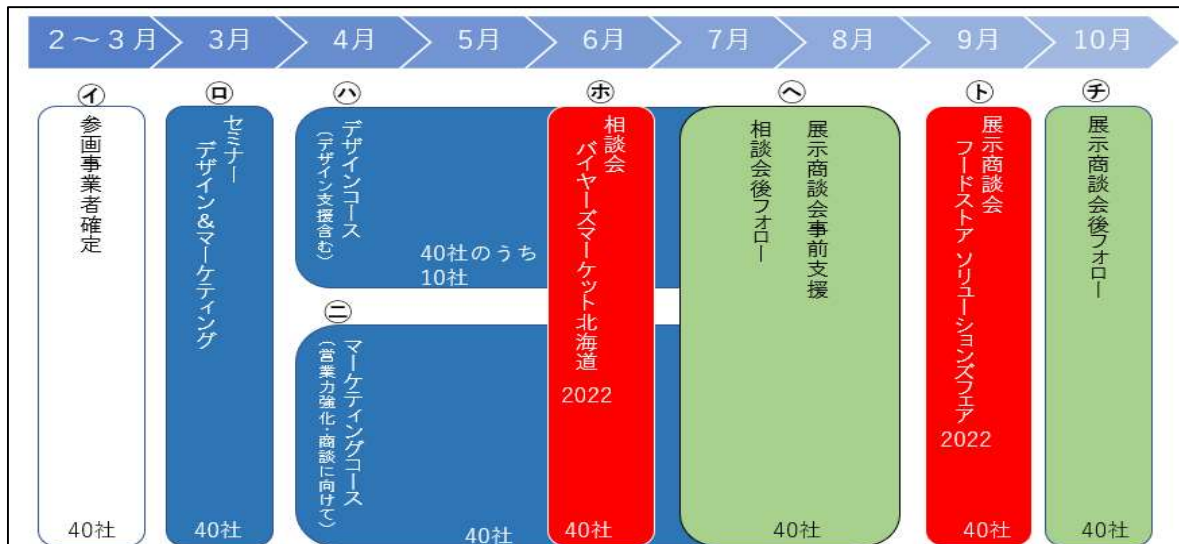 2～3月
3月
4月
5月
6月
7月
8月
9月
10月
㋑
参画事業者確定
40社
㋺
セミナー
デザイン＆マーケティング
40社
㋩
デザインコース
(デザイン支援含む)
40社のうち
10社
㋥
マーケティングコース
(営業力強化・商談に向けて)
40社
㋭
相談会
バイヤーズマーケット北海道
2022
40社
㋬
展示商談会事前支援
相談会後フォロー
40社
㋣
展示商談会
フードストア ソリューションズフェア
2022
40社
㋠
展示商談会後フォロー
40社